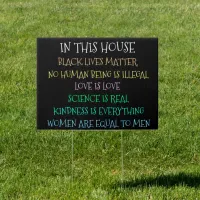 IN THIS HOUSE
BLACK LIVES MATTER
NO HUMAN BEING IS ILLEGAL
LOVE IS LOVE
SCIENCE IS REAL
KINDNESS IS EVERYTHING
WOMEN ARE EQUAL TO MEN